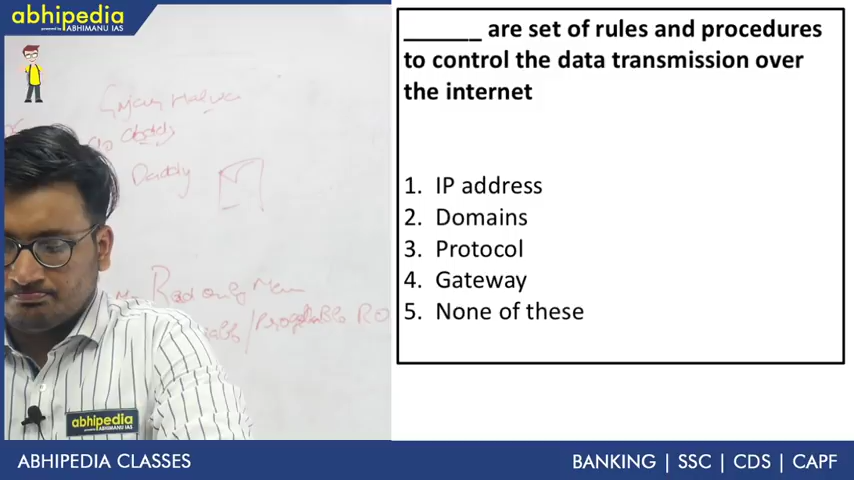 abhipedia
powered by ABHIMANU IAS
______ are set of rules and procedures
to control the data transmission over
the internet
1. IP address
2. Domains
3. Protocol
4. Gateway
5. None of these
Daddy
abhipedia
ABHIPEDIA CLASSES
BANKING | SSC | CDS | CAPF